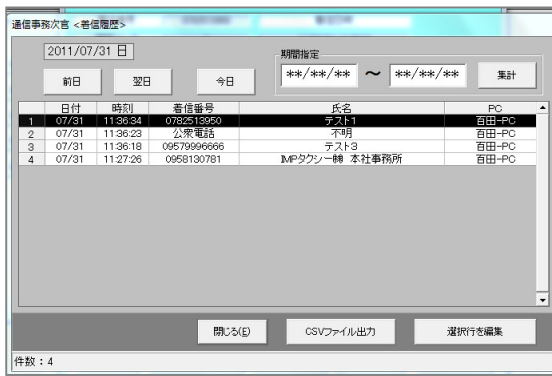 通信事務次官 <着信履歴>
2011/07/31 日
期間指定
前日 翌日 今日 **/**/** ～ **/**/** 集計
日付 時刻 着信番号 氏名 PC
1 07/31 11:36:34 0782513950 テスト1 百田-PC
2 07/31 11:36:23 公衆電話 不明 百田-PC
3 07/31 11:36:18 09579996666 テスト3 百田-PC
4 07/31 11:27:26 0958130781 IMPタクシー㈱ 本社事務所 百田-PC
閉じる(E) CSVファイル出力 選択行を編集
件数：4